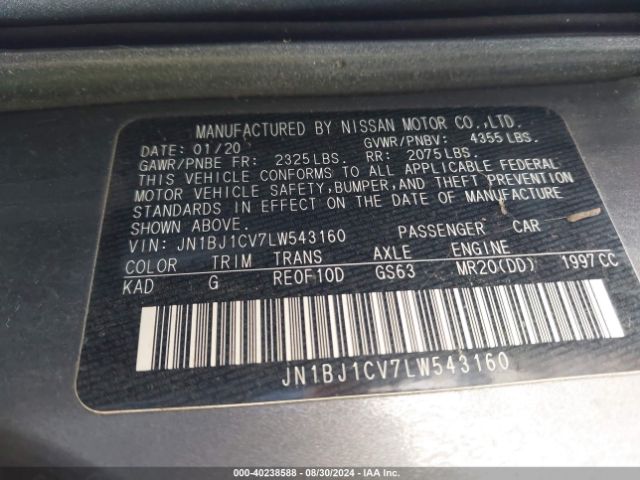 MANUFACTURED BY NISSAN MOTOR CO.,LTD.
DATE: 01/20 GVWR/PNBV: 4355 LBS.
GAWR/PNBE FR: 2325 LBS. RR: 2075 LBS.
THIS VEHICLE CONFORMS TO ALL APPLICABLE FEDERAL
MOTOR VEHICLE SAFETY, BUMPER, AND THEFT PREVENTION
STANDARDS IN EFFECT ON THE DATE OF MANUFACTURE
SHOWN ABOVE.
VIN: JN1BJ1CV7LW543160 PASSENGER CAR
COLOR TRIM TRANS AXLE ENGINE
KAD G RE0F10D GS63 MR20(DD) 1997 CC
JN1BJ1CV7LW543160
000-40238588 — 08/30/2024 — IAA Inc.